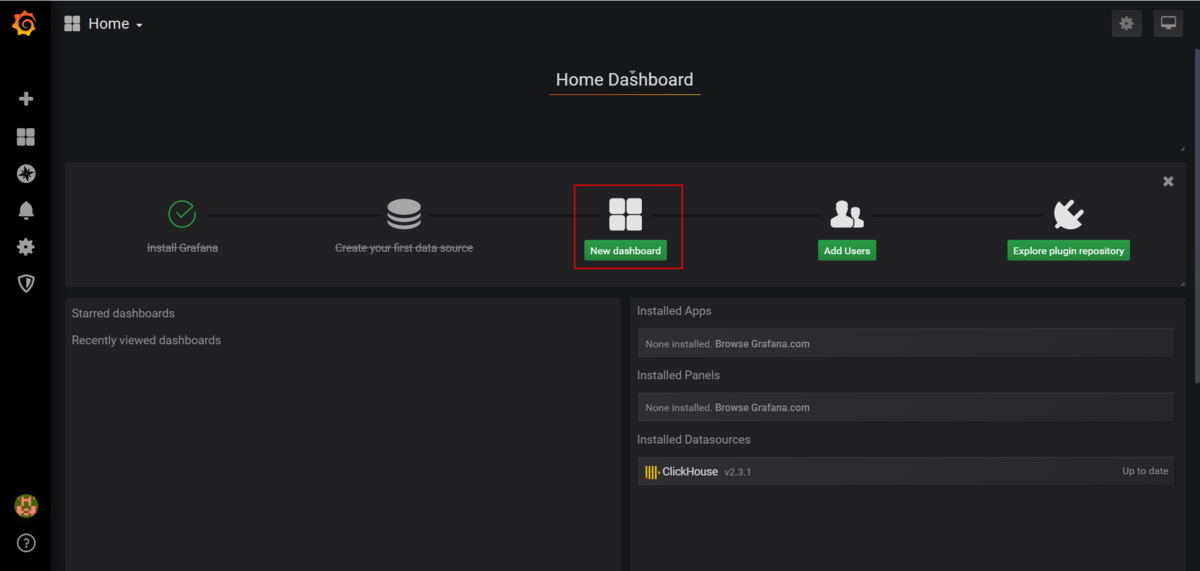 Home
Home Dashboard
Install Grafana
Create your first data source
New dashboard
Add Users
Explore plugin repository
Starred dashboards
Recently viewed dashboards
Installed Apps
None installed. Browse Grafana.com
Installed Panels
None installed. Browse Grafana.com
Installed Datasources
ClickHouse v2.3.1 Up to date